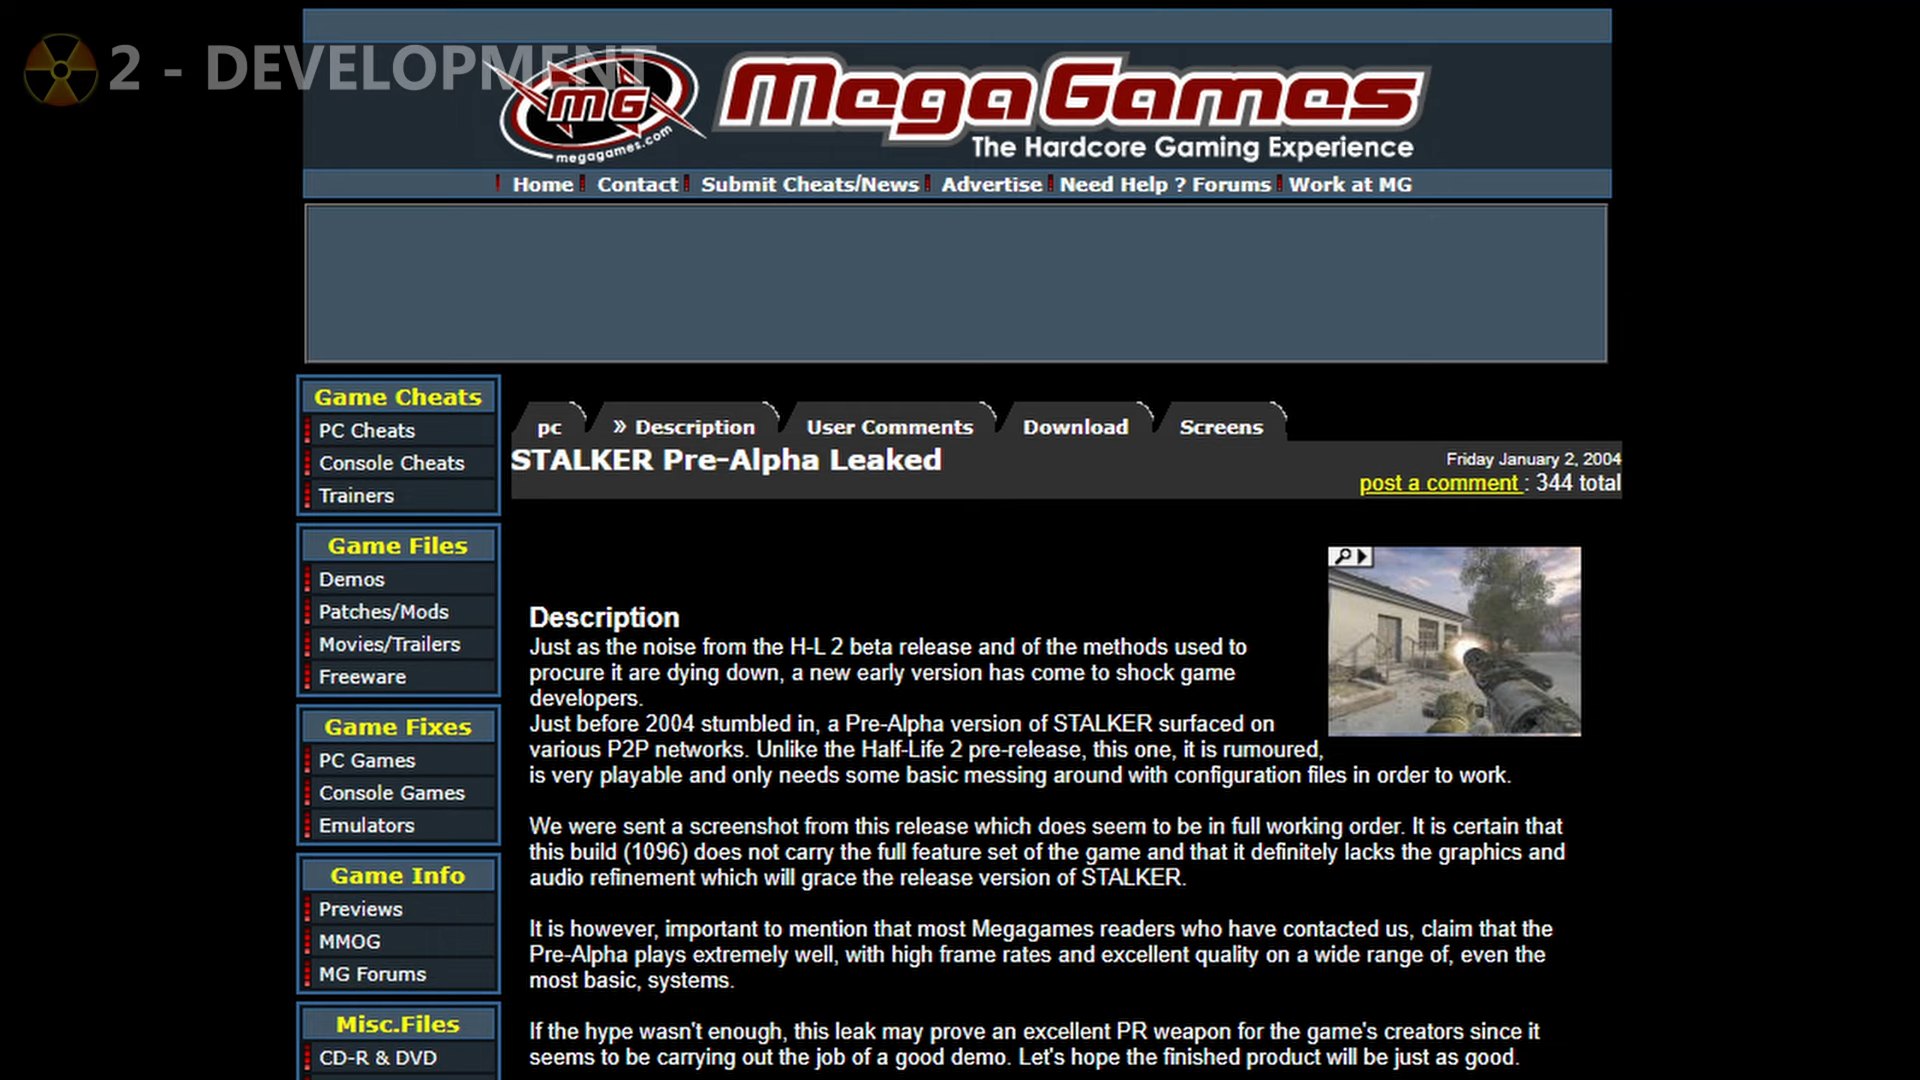 2 - DEVELOPMENT
MG
megagames.com
MegaGames
The Hardcore Gaming Experience
Home Contact Submit Cheats/News Advertise Need Help ? Forums Work at MG
Game Cheats
PC Cheats
Console Cheats
Trainers
Game Files
Demos
Patches/Mods
Movies/Trailers
Freeware
Game Fixes
PC Games
Console Games
Emulators
Game Info
Previews
MMOG
MG Forums
Misc.Files
CD-R & DVD
pc » Description User Comments Download Screens
STALKER Pre-Alpha Leaked
Friday January 2, 2004
post a comment : 344 total
Description
Just as the noise from the H-L 2 beta release and of the methods used to
procure it are dying down, a new early version has come to shock game
developers.
Just before 2004 stumbled in, a Pre-Alpha version of STALKER surfaced on
various P2P networks. Unlike the Half-Life 2 pre-release, this one, it is rumoured,
is very playable and only needs some basic messing around with configuration files in order to work.
We were sent a screenshot from this release which does seem to be in full working order. It is certain that
this build (1096) does not carry the full feature set of the game and that it definitely lacks the graphics and
audio refinement which will grace the release version of STALKER.
It is however, important to mention that most Megagames readers who have contacted us, claim that the
Pre-Alpha plays extremely well, with high frame rates and excellent quality on a wide range of, even the
most basic, systems.
If the hype wasn't enough, this leak may prove an excellent PR weapon for the game's creators since it
seems to be carrying out the job of a good demo. Let's hope the finished product will be just as good.